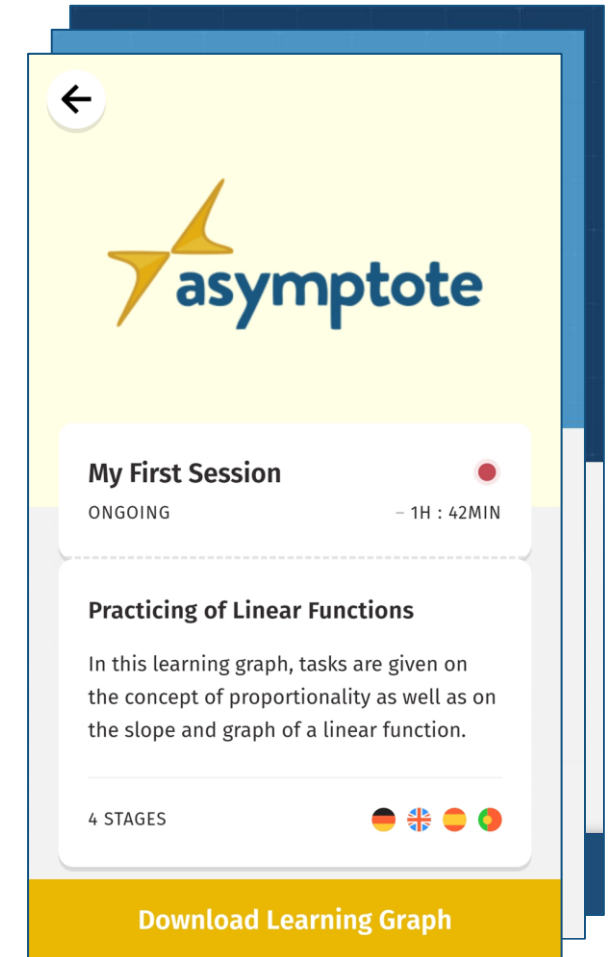 asymptote
My First Session
ONGOING
– 1H : 42MIN
Practicing of Linear Functions
In this learning graph, tasks are given on
the concept of proportionality as well as on
the slope and graph of a linear function.
4 STAGES
Download Learning Graph